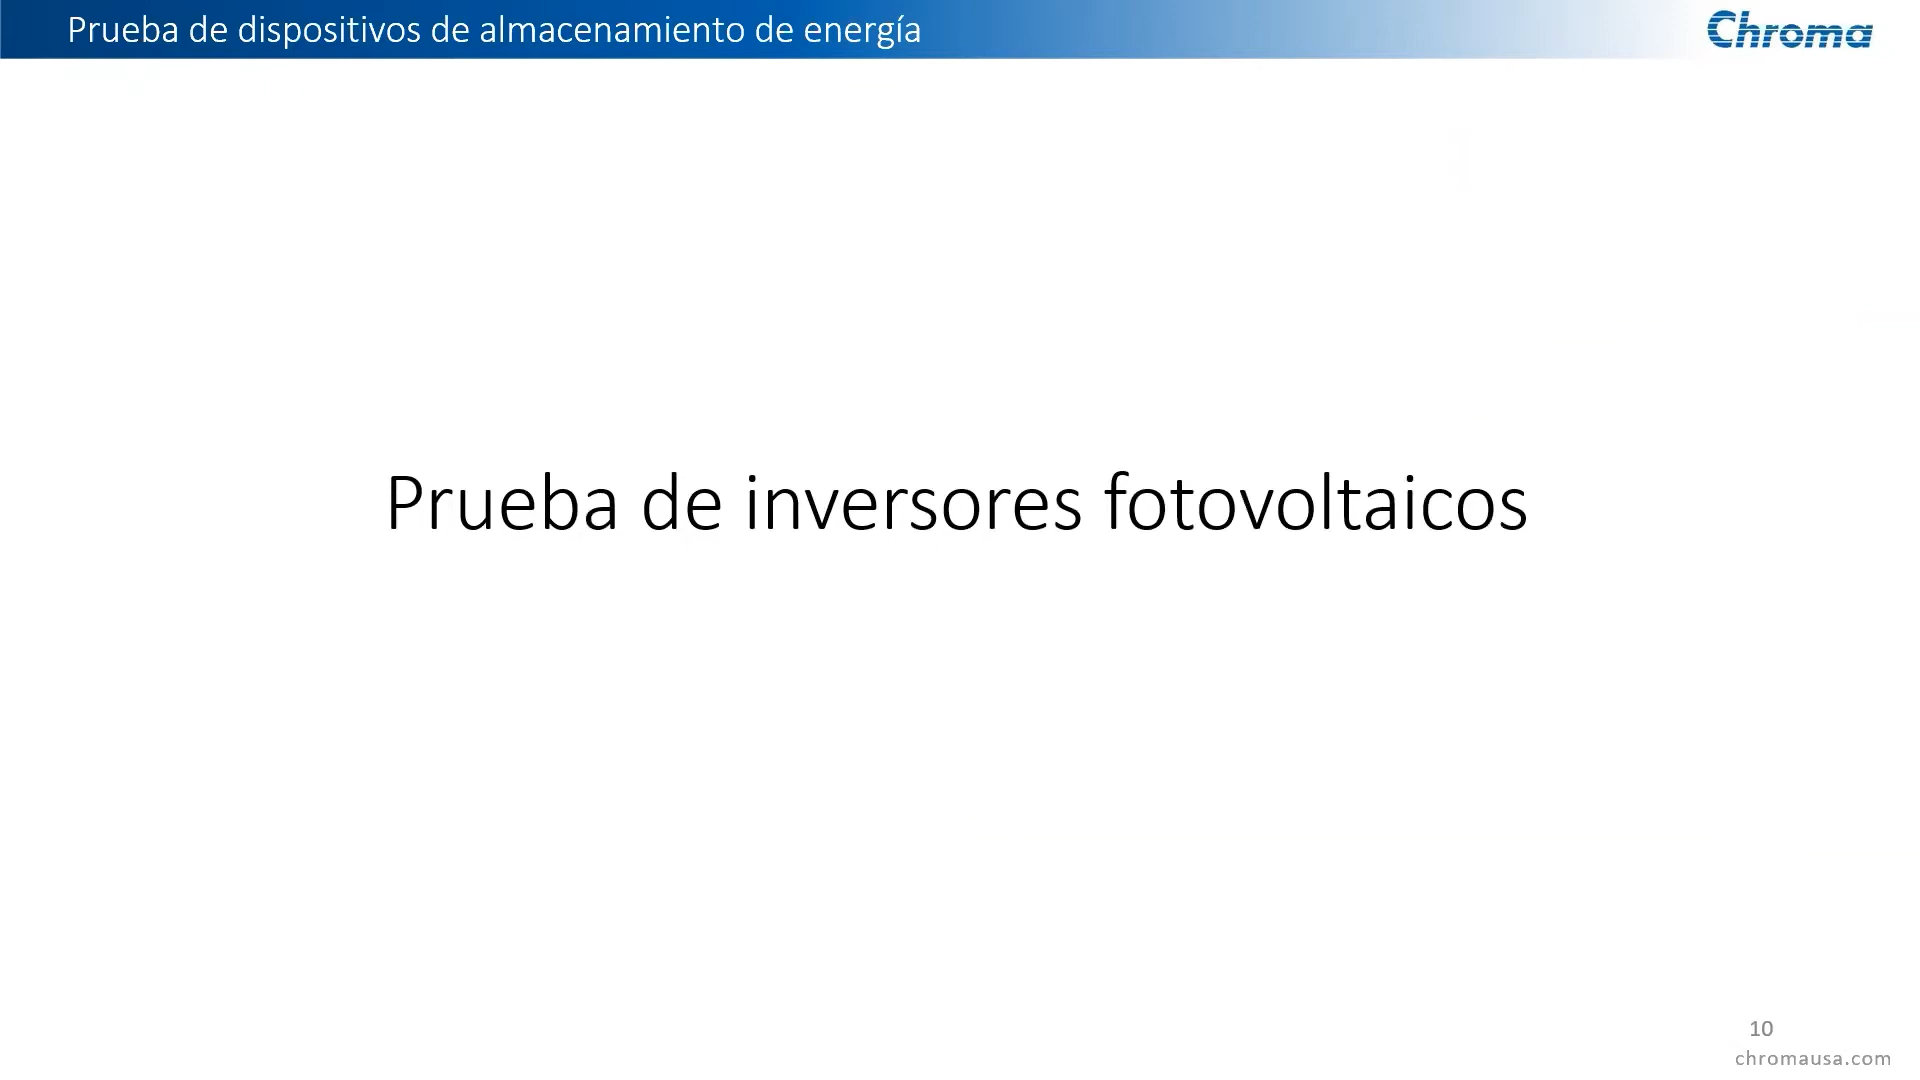 Prueba de dispositivos de almacenamiento de energía
Chroma
Prueba de inversores fotovoltaicos
10
chromausa.com